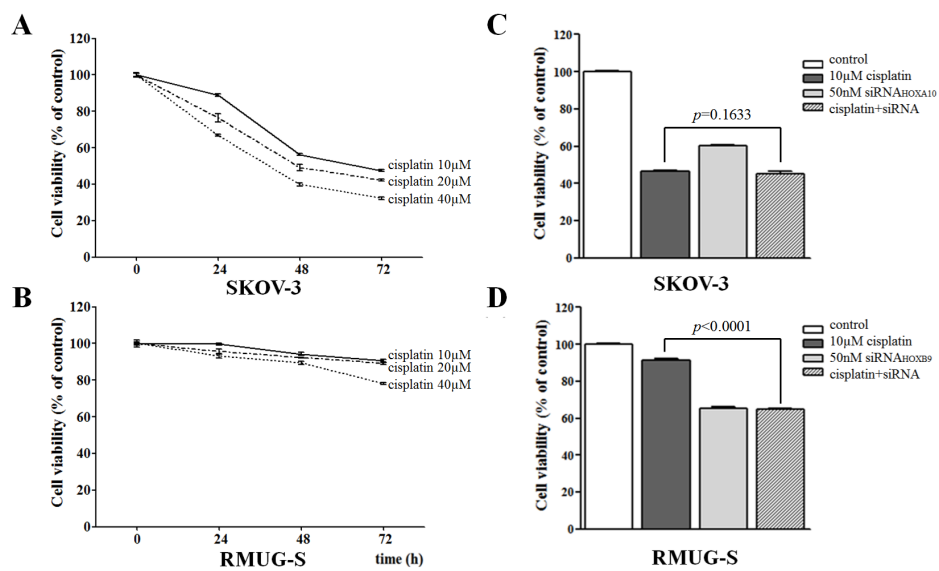 A
Cell viability (% of control)
120
100
80
60
40
20
0
cisplatin 10µM
cisplatin 20µM
cisplatin 40µM
0
24
48
72
SKOV-3
C
Cell viability (% of control)
120
100
80
60
40
20
0
p=0.1633
control
10µM cisplatin
50nM siRNAHOXA10
cisplatin+siRNA
SKOV-3
B
Cell viability (% of control)
120
100
80
60
40
20
0
cisplatin 10µM
cisplatin 20µM
cisplatin 40µM
0
24
48
72
time (h)
RMUG-S
D
Cell viability (% of control)
120
100
80
60
40
20
0
p<0.0001
control
10µM cisplatin
50nM siRNAHOXB9
cisplatin+siRNA
RMUG-S